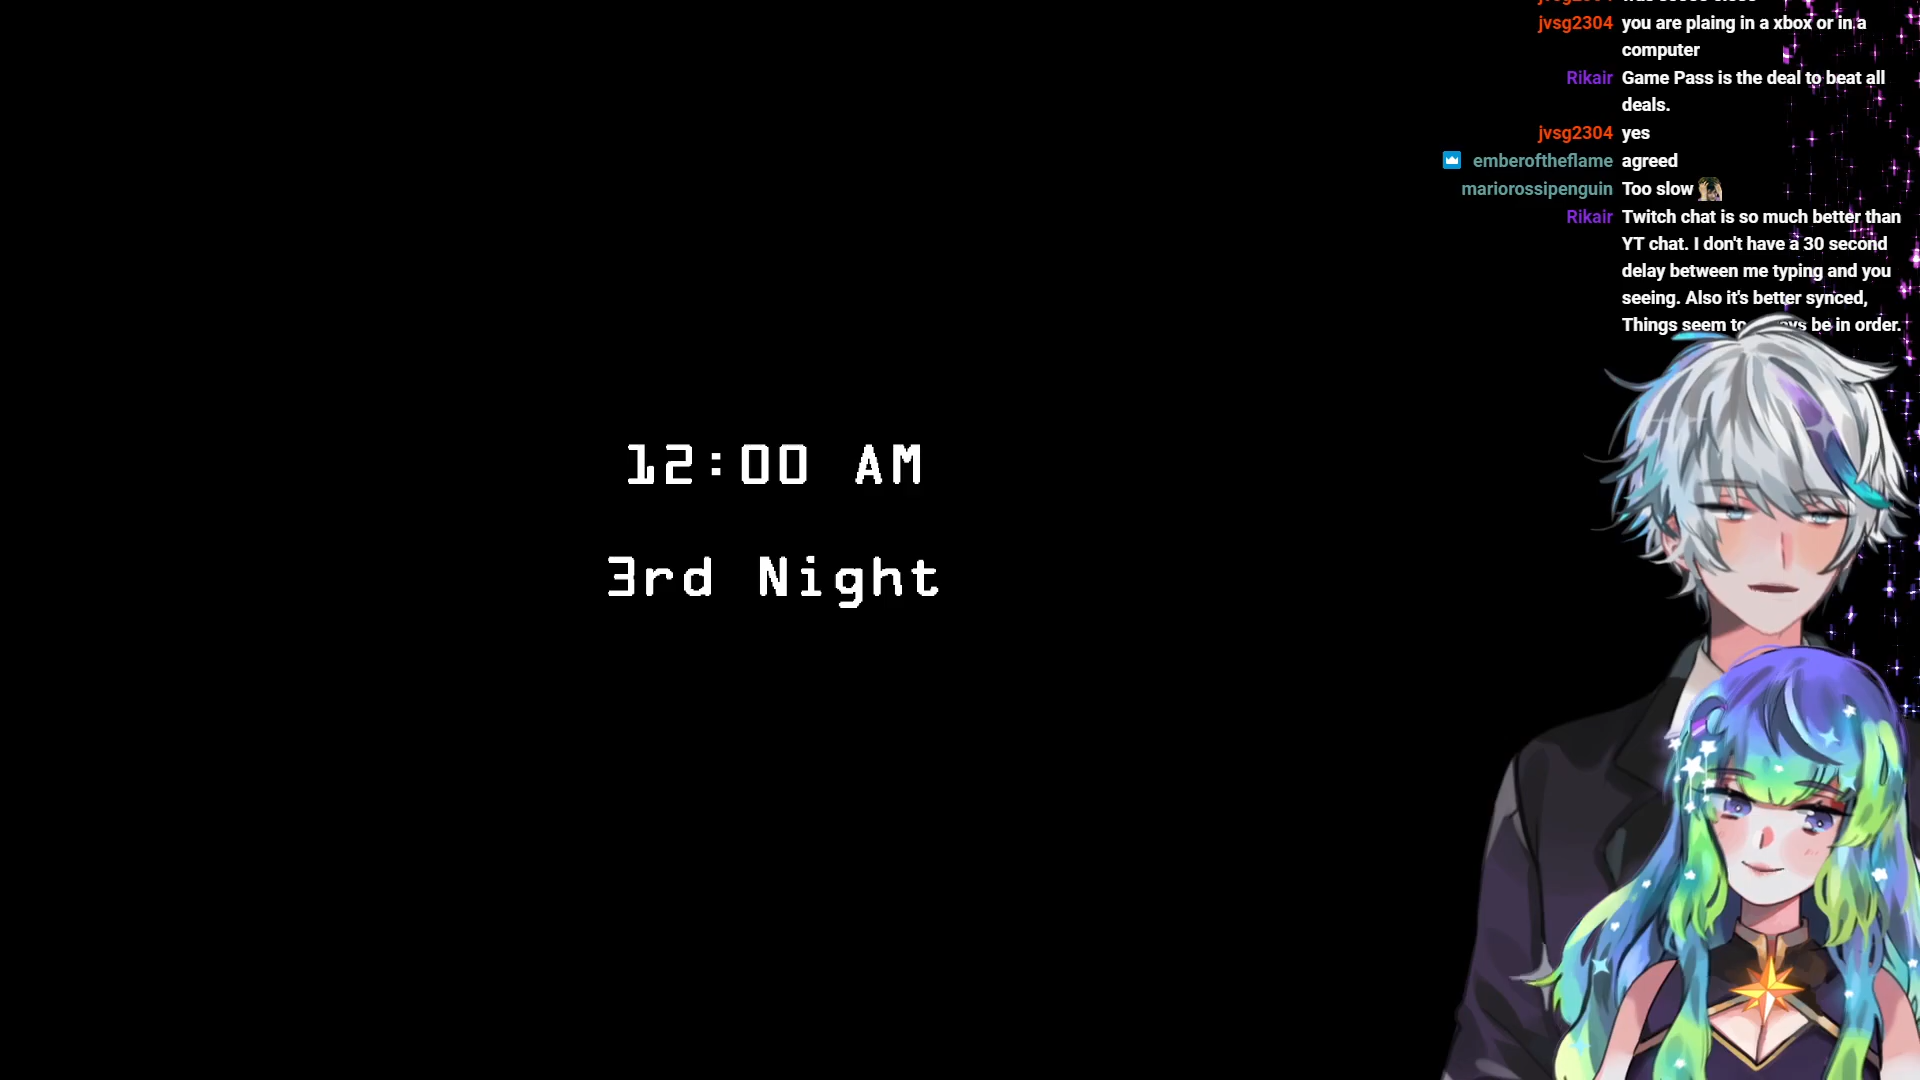 jvsg2304 you are plaing in a xbox or in a
computer
Rikair Game Pass is the deal to beat all
deals.
jvsg2304 yes
emberoftheflame agreed
mariorossipenguin Too slow
Rikair Twitch chat is so much better than
YT chat. I don't have a 30 second
delay between me typing and you
seeing. Also it's better synced,
Things seem to be in order.
12:00 AM
3rd Night